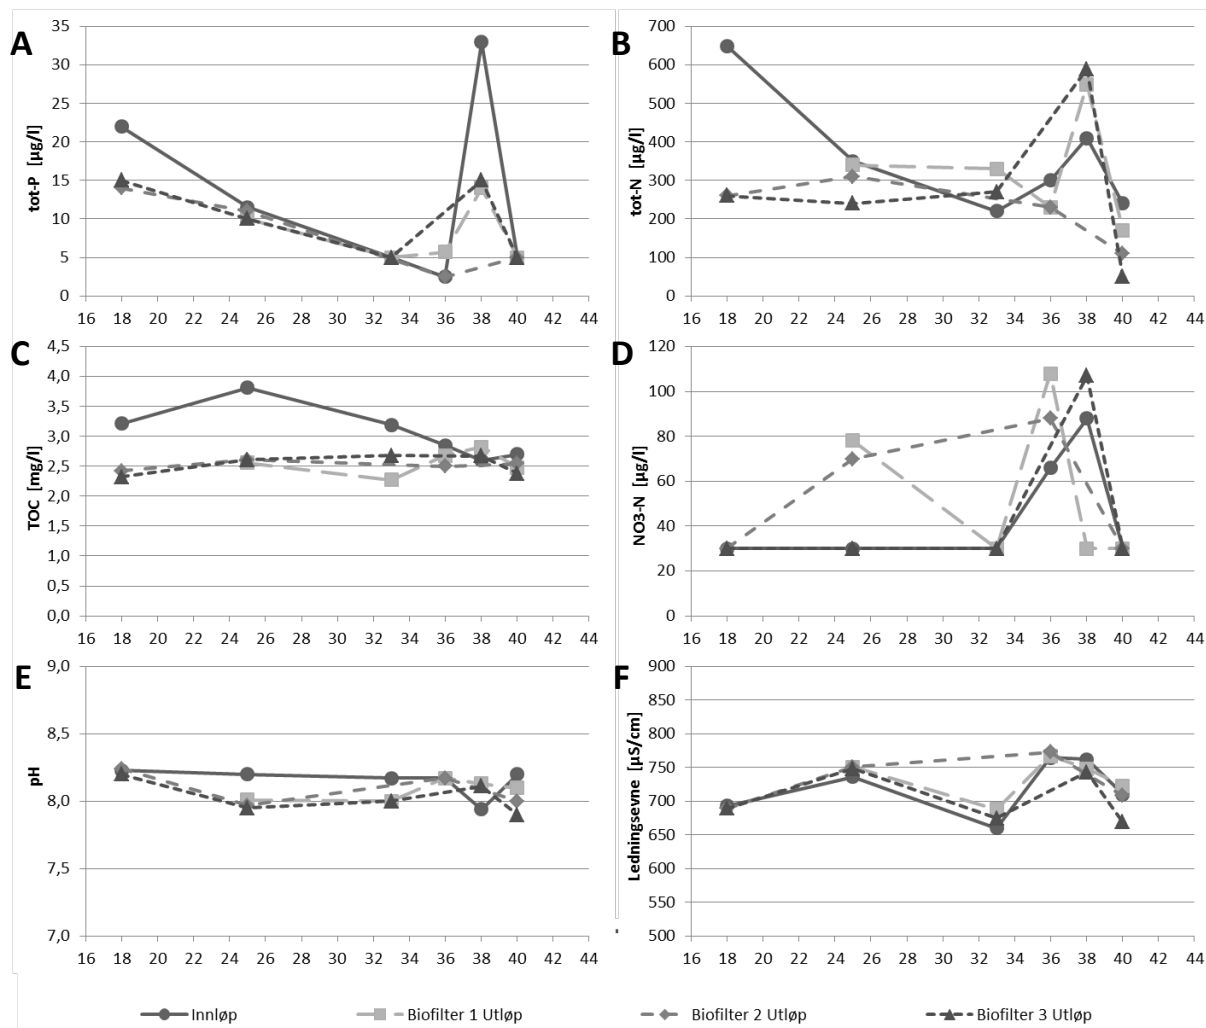 A
tot-P [µg/l]
35
30
25
20
15
10
5
0
16 18 20 22 24 26 28 30 32 34 36 38 40 42 44
B
tot-N [µg/l]
700
600
500
400
300
200
100
0
16 18 20 22 24 26 28 30 32 34 36 38 40 42 44
C
TOC [mg/l]
4,5
4,0
3,5
3,0
2,5
2,0
1,5
1,0
0,5
0,0
16 18 20 22 24 26 28 30 32 34 36 38 40 42 44
D
NO3-N [µg/l]
120
100
80
60
40
20
0
16 18 20 22 24 26 28 30 32 34 36 38 40 42 44
E
pH
9,0
8,5
8,0
7,5
7,0
16 18 20 22 24 26 28 30 32 34 36 38 40 42 44
F
Ledningsevne [µS/cm]
900
850
800
750
700
650
600
550
500
16 18 20 22 24 26 28 30 32 34 36 38 40 42 44
Innløp Biofilter 1 Utløp Biofilter 2 Utløp Biofilter 3 Utløp